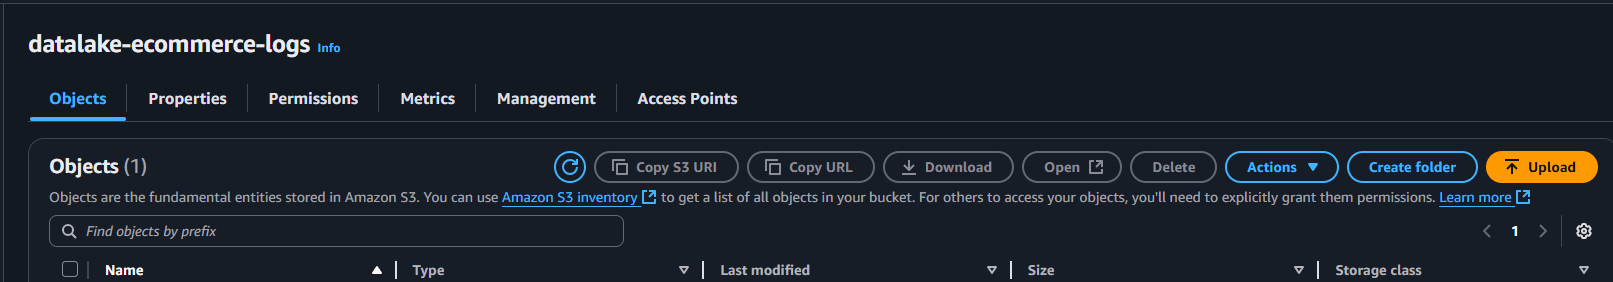 datalake-ecommerce-logs Info
Objects Properties Permissions Metrics Management Access Points
Objects (1) Copy S3 URI Copy URL Download Open Delete Actions Create folder Upload
Objects are the fundamental entities stored in Amazon S3. You can use Amazon S3 inventory to get a list of all objects in your bucket. For others to access your objects, you'll need to explicitly grant them permissions. Learn more
Find objects by prefix 1
Name Type Last modified Size Storage class